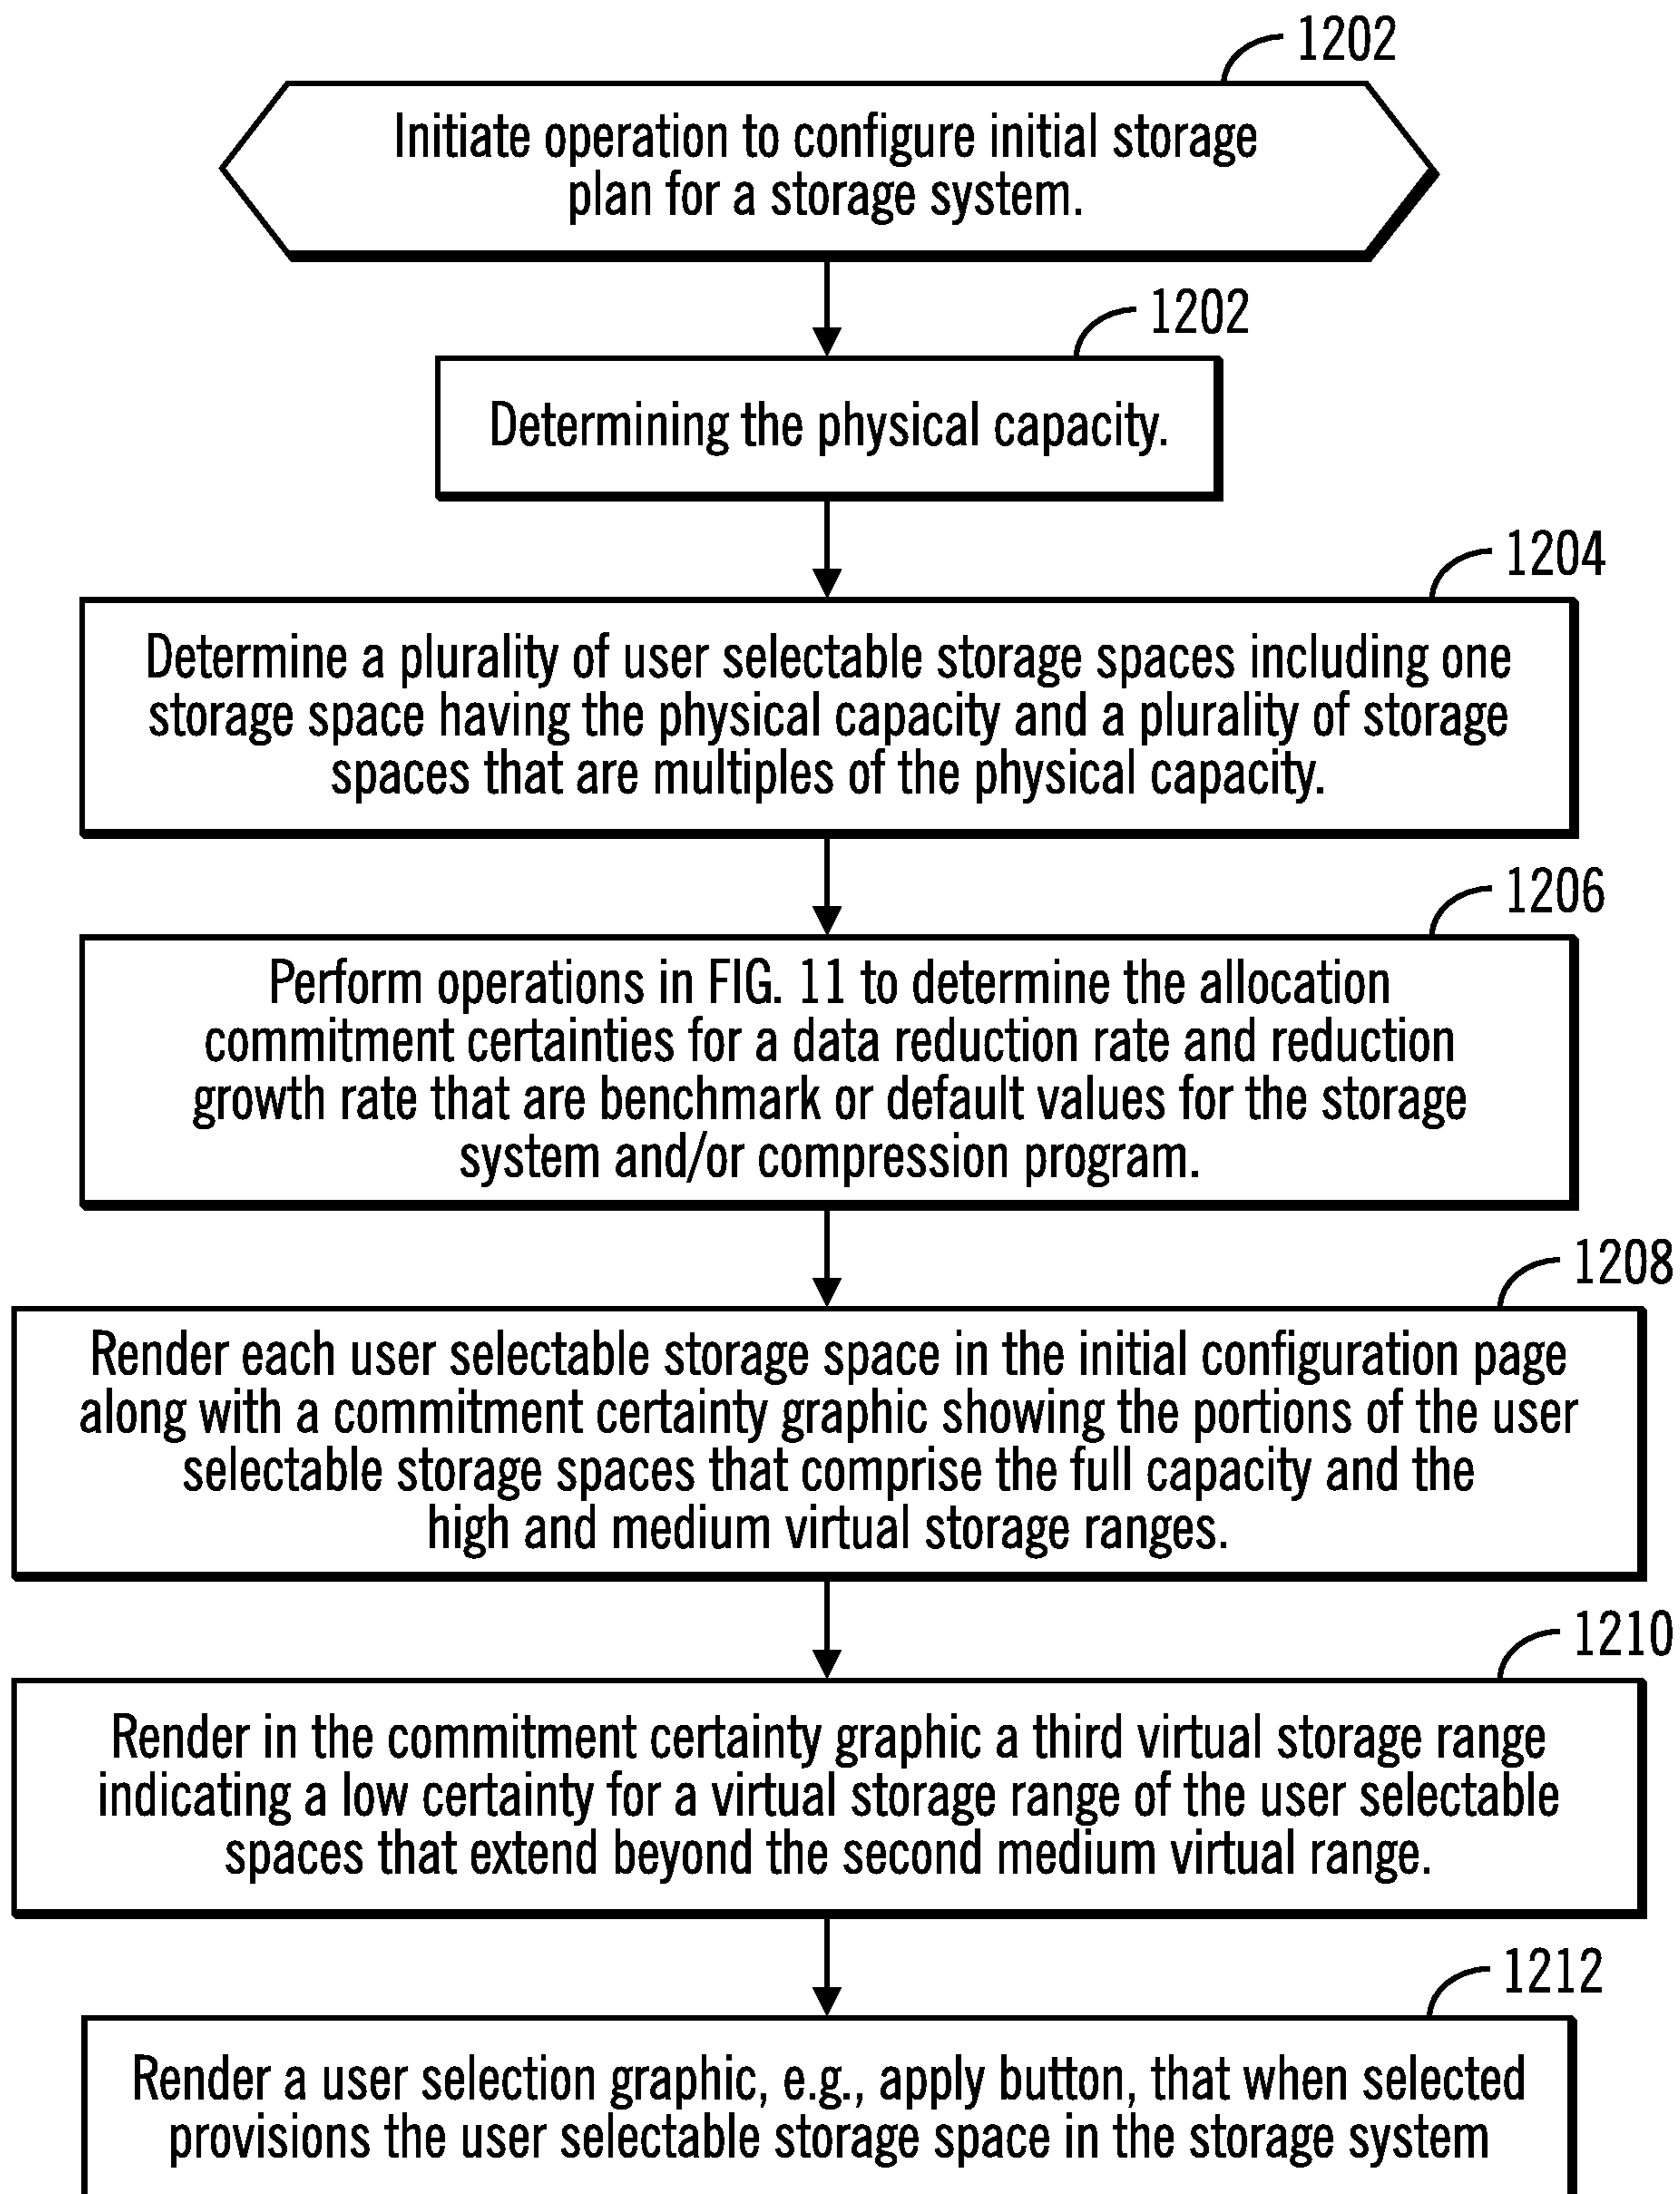 1202
Initiate operation to configure initial storage
plan for a storage system.
1202
Determining the physical capacity.
1204
Determine a plurality of user selectable storage spaces including one
storage space having the physical capacity and a plurality of storage
spaces that are multiples of the physical capacity.
1206
Perform operations in FIG. 11 to determine the allocation
commitment certainties for a data reduction rate and reduction
growth rate that are benchmark or default values for the storage
system and/or compression program.
1208
Render each user selectable storage space in the initial configuration page
along with a commitment certainty graphic showing the portions of the user
selectable storage spaces that comprise the full capacity and the
high and medium virtual storage ranges.
1210
Render in the commitment certainty graphic a third virtual storage range
indicating a low certainty for a virtual storage range of the user selectable
spaces that extend beyond the second medium virtual range.
1212
Render a user selection graphic, e.g., apply button, that when selected
provisions the user selectable storage space in the storage system